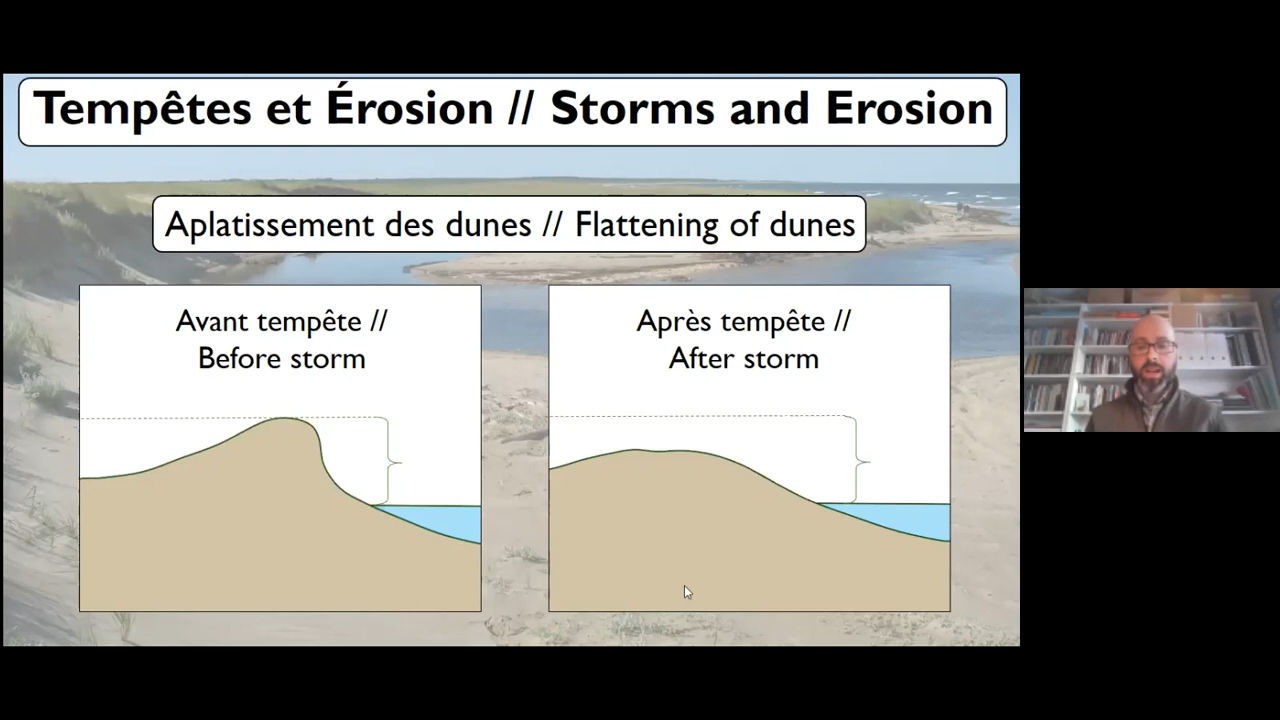 Tempêtes et Érosion // Storms and Erosion
Aplatissement des dunes // Flattening of dunes
Avant tempête //
Before storm
Après tempête //
After storm